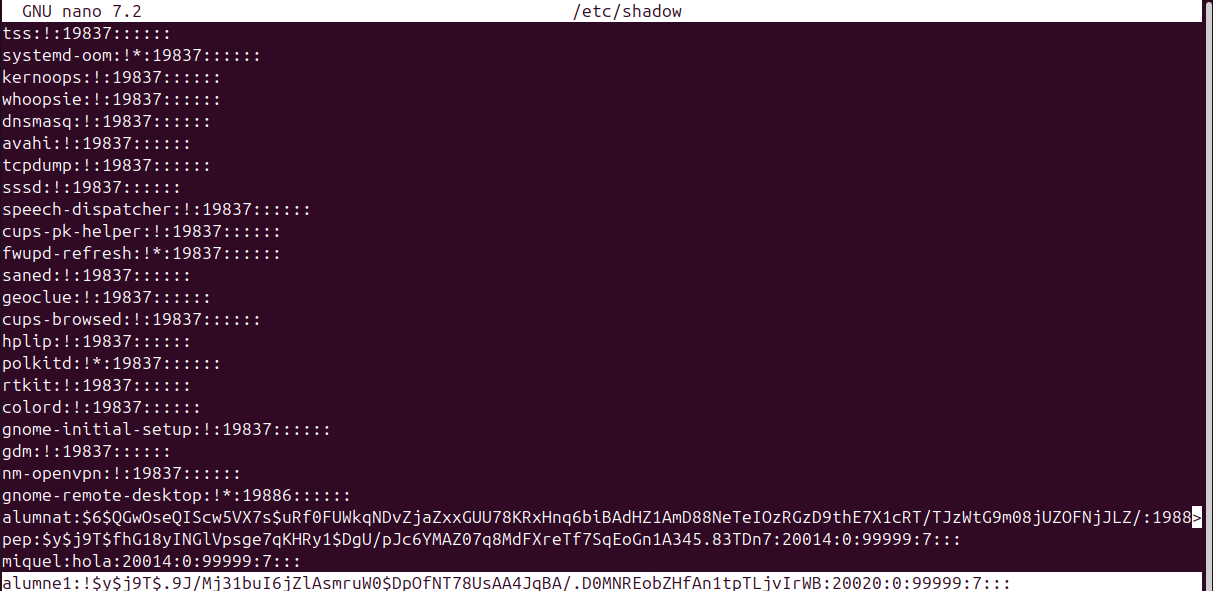 GNU nano 7.2 /etc/shadow
tss:!:19837::::::
systemd-oom:!*:19837::::::
kernoops:!:19837::::::
whoopsie:!:19837::::::
dnsmasq:!:19837::::::
avahi:!:19837::::::
tcpdump:!:19837::::::
sssd:!:19837::::::
speech-dispatcher:!:19837::::::
cups-pk-helper:!:19837::::::
fwupd-refresh:!*:19837::::::
saned:!:19837::::::
geoclue:!:19837::::::
cups-browsed:!:19837::::::
hplip:!:19837::::::
polkitd:!*:19837::::::
rtkit:!:19837::::::
colord:!:19837::::::
gnome-initial-setup:!:19837::::::
gdm:!:19837::::::
nm-openvpn:!:19837::::::
gnome-remote-desktop:!*:19886::::::
alumnat:$6$QGwOseQIScw5VX7s$uRf0FUWkqNDvZjaZxxGUU78KRxHnq6biBAdHZ1AmD88NeTeIOzRGzD9thE7X1cRT/TJzWtG9m08jUZOFNjJLZ/:1988>
pep:$y$j9T$fhG18yINGlVpsge7qKHRy1$DgU/pJc6YMAZ07q8MdFXreTf7SqEoGn1A345.83TDn7:20014:0:99999:7:::
miquel:hola:20014:0:99999:7:::
alumne1:!$y$j9T$.9J/Mj31buI6jZlAsmruW0$DpOfNT78UsAA4JqBA/.D0MNREobZHfAn1tpTLjvIrWB:20020:0:99999:7:::